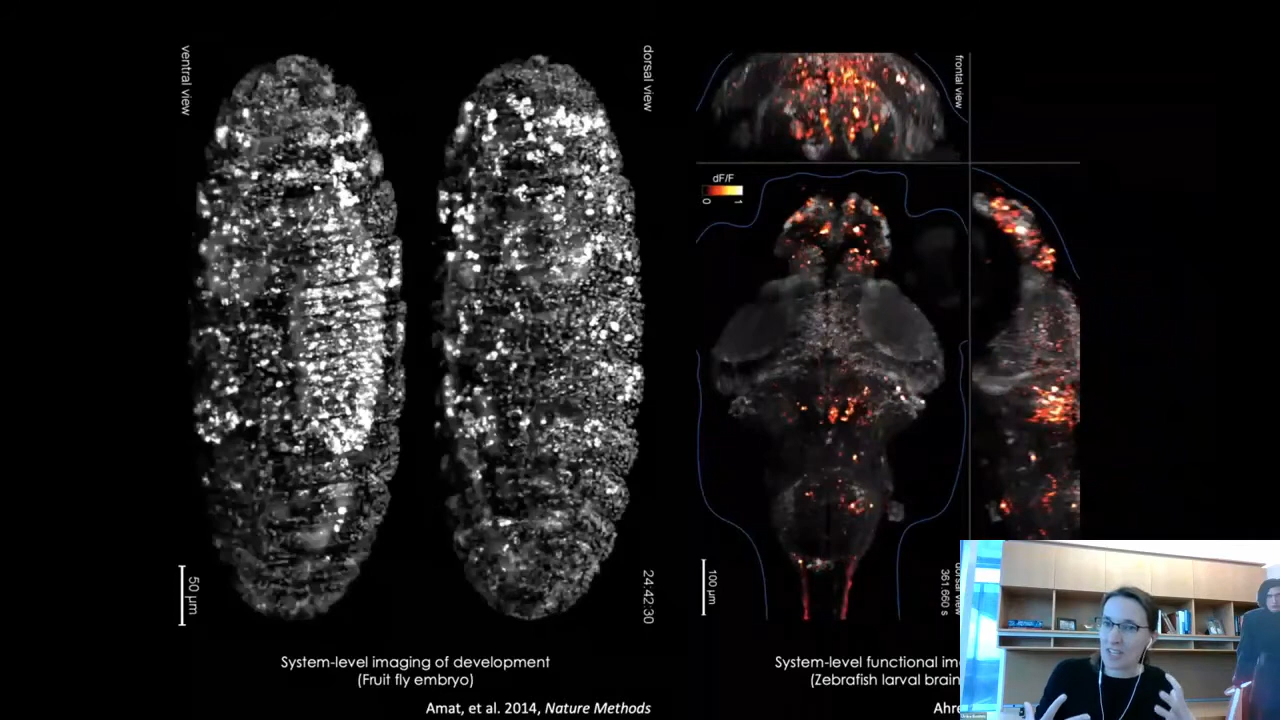 ventral view
dorsal view
frontal view
dF/F
0
1
50 µm
24:42:30
100 µm
361.660 s
dorsal view
System-level imaging of development
(Fruit fly embryo)
Amat, et al. 2014, Nature Methods
System-level functional im
(Zebrafish larval brain
Ahre